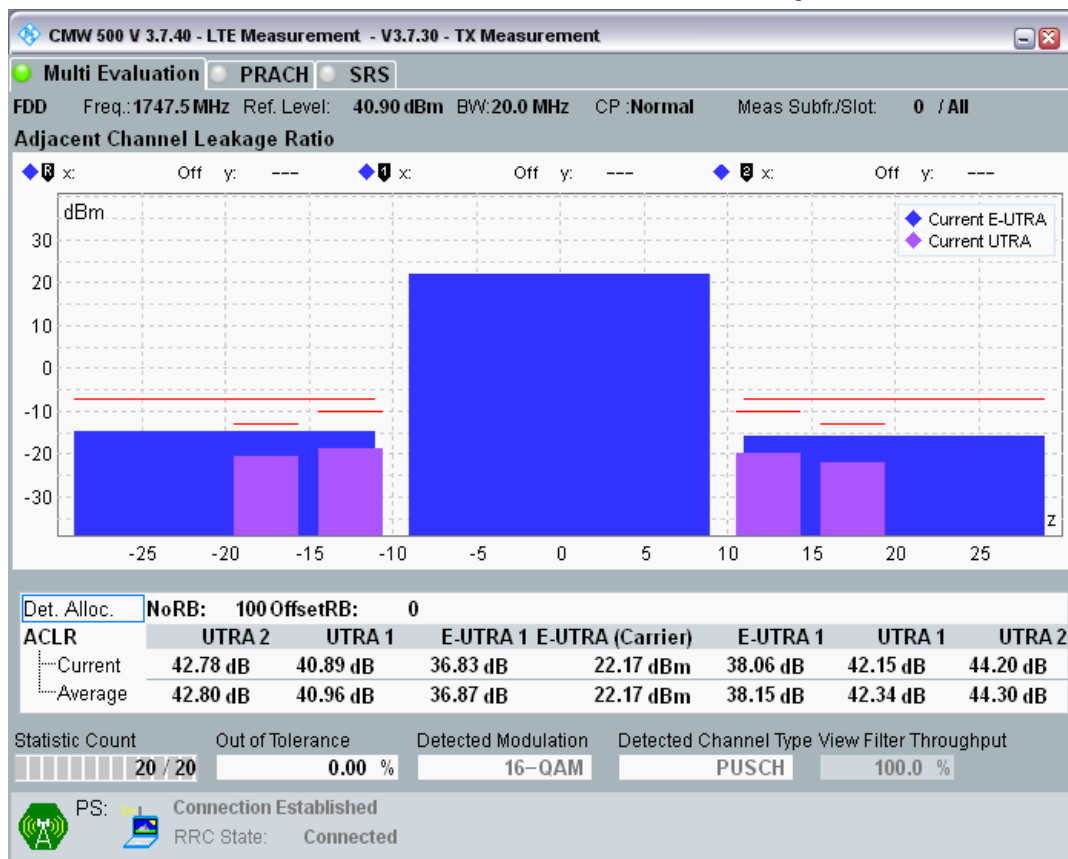 CMW 500 V 3.7.40 - LTE Measurement - V3.7.30 - TX Measurement
Multi Evaluation PRACH SRS
FDD Freq.:1747.5 MHz Ref. Level: 40.90 dBm BW:20.0 MHz CP :Normal Meas Subfr./Slot: 0 / All
Adjacent Channel Leakage Ratio
R x: Off y: --- 1 x: Off y: --- 2 x: Off y: ---
dBm
Current E-UTRA
Current UTRA
30
20
10
0
-10
-20
-30
z
-25 -20 -15 -10 -5 0 5 10 15 20 25
Det. Alloc. NoRB: 100 OffsetRB: 0
ACLR UTRA 2 UTRA 1 E-UTRA 1 E-UTRA (Carrier) E-UTRA 1 UTRA 1 UTRA 2
Current 42.78 dB 40.89 dB 36.83 dB 22.17 dBm 38.06 dB 42.15 dB 44.20 dB
Average 42.80 dB 40.96 dB 36.87 dB 22.17 dBm 38.15 dB 42.34 dB 44.30 dB
Statistic Count Out of Tolerance Detected Modulation Detected Channel Type View Filter Throughput
20 / 20 0.00 % 16-QAM PUSCH 100.0 %
PS: Connection Established
RRC State: Connected